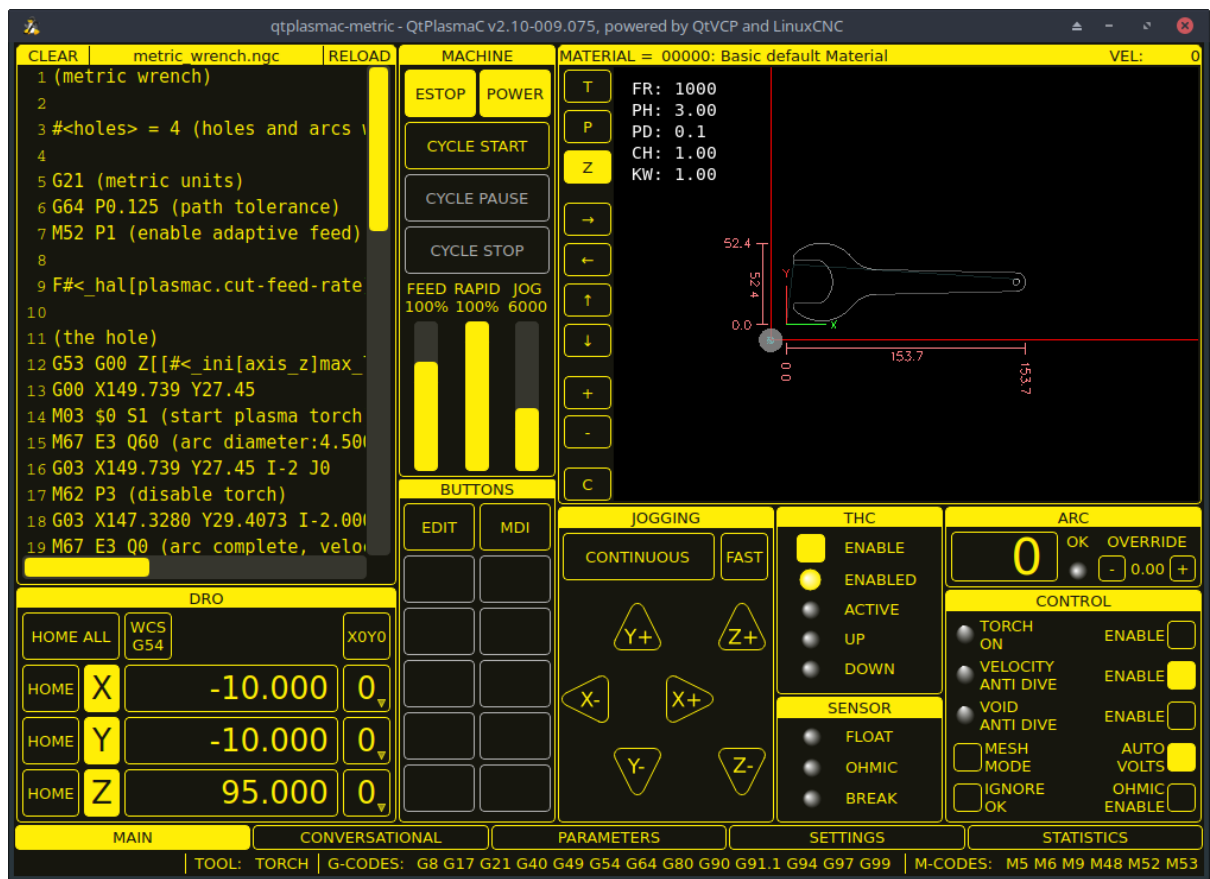 qtplasmac-metric - QtPlasmaC v2.10-009.075, powered by QtVCP and LinuxCNC
CLEAR metric_wrench.ngc RELOAD
1 (metric wrench)
2
3 #<holes> = 4 (holes and arcs
4
5 G21 (metric units)
6 G64 P0.125 (path tolerance)
7 M52 P1 (enable adaptive feed)
8
9 F#<_hal[plasmac.cut-feed-rate
10
11 (the hole)
12 G53 G00 Z[[#<_ini[axis_z]max_
13 G00 X149.739 Y27.45
14 M03 $0 S1 (start plasma torch
15 M67 E3 Q60 (arc diameter:4.500
16 G03 X149.739 Y27.45 I-2 J0
17 M62 P3 (disable torch)
18 G03 X147.3280 Y29.4073 I-2.000
19 M67 E3 Q0 (arc complete, velo
MACHINE
ESTOP POWER
CYCLE START
CYCLE PAUSE
CYCLE STOP
FEED RAPID JOG
100% 100% 6000
MATERIAL = 00000: Basic default Material VEL: 0
T
P
Z
→
←
↑
↓
+
-
C
FR: 1000
PH: 3.00
PD: 0.1
CH: 1.00
KW: 1.00
52.4
52.4
0.0
Y
X
153.7
0.0
153.7
BUTTONS
EDIT MDI
DRO
HOME ALL
WCS
G54
X0Y0
HOME X -10.000 0
HOME Y -10.000 0
HOME Z 95.000 0
JOGGING
CONTINUOUS FAST
Y+ Z+
X- X+
Y- Z-
THC
ENABLE
ENABLED
ACTIVE
UP
DOWN
SENSOR
FLOAT
OHMIC
BREAK
ARC
0 OK OVERRIDE
- 0.00 +
CONTROL
TORCH
ON
ENABLE
VELOCITY
ANTI DIVE
ENABLE
VOID
ANTI DIVE
ENABLE
MESH
MODE
AUTO
VOLTS
IGNORE
OK
OHMIC
ENABLE
MAIN CONVERSATIONAL PARAMETERS SETTINGS STATISTICS
TOOL: TORCH G-CODES: G8 G17 G21 G40 G49 G54 G64 G80 G90 G91.1 G94 G97 G99 M-CODES: M5 M6 M9 M48 M52 M53